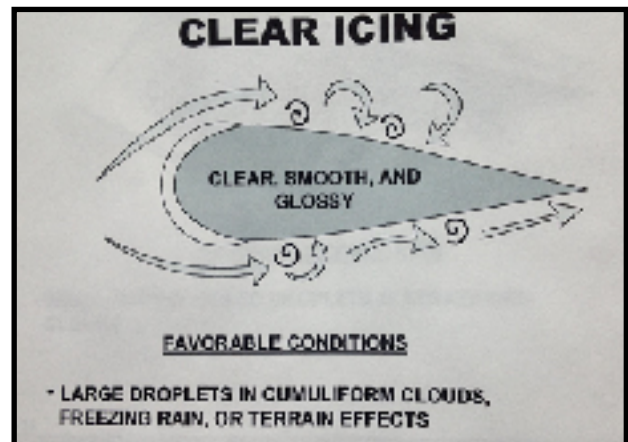 CLEAR ICING
CLEAR, SMOOTH, AND
GLOSSY
FAVORABLE CONDITIONS
- LARGE DROPLETS IN CUMULIFORM CLOUDS,
FREEZING RAIN, OR TERRAIN EFFECTS